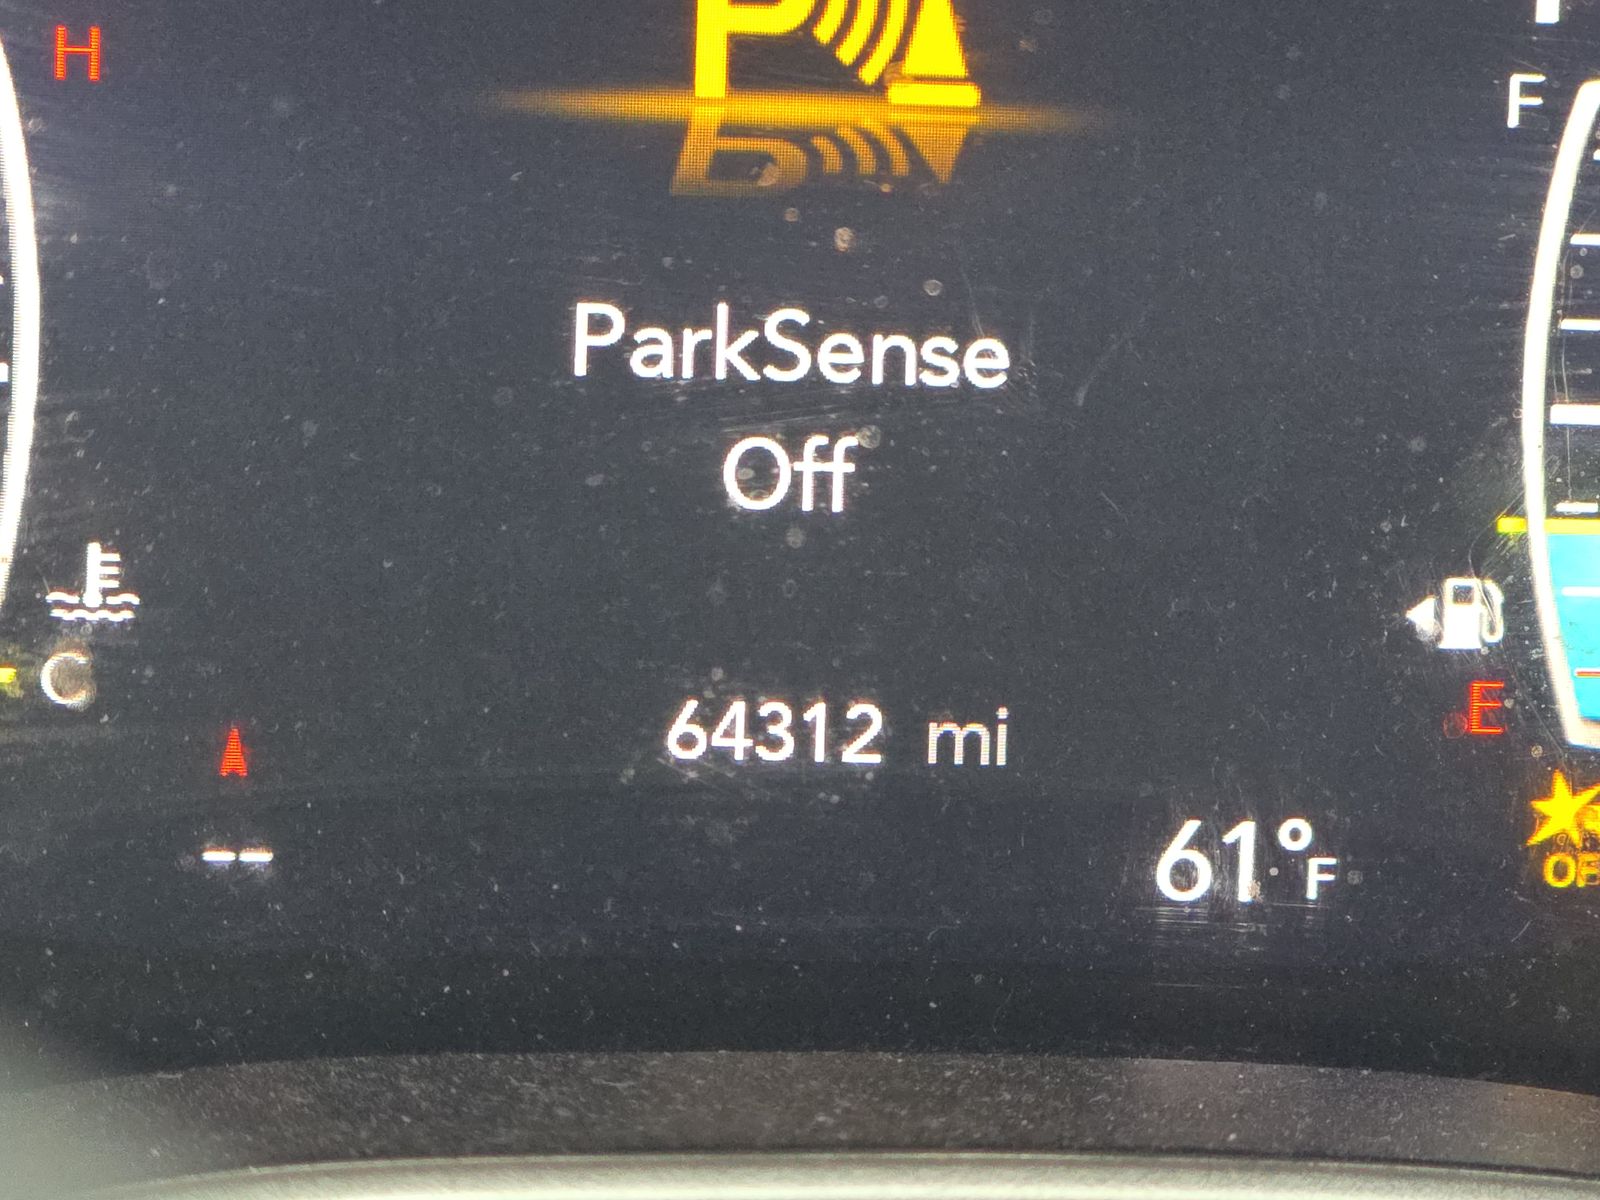 H
P
F
ParkSense
Off
C
E
64312 mi
61°F